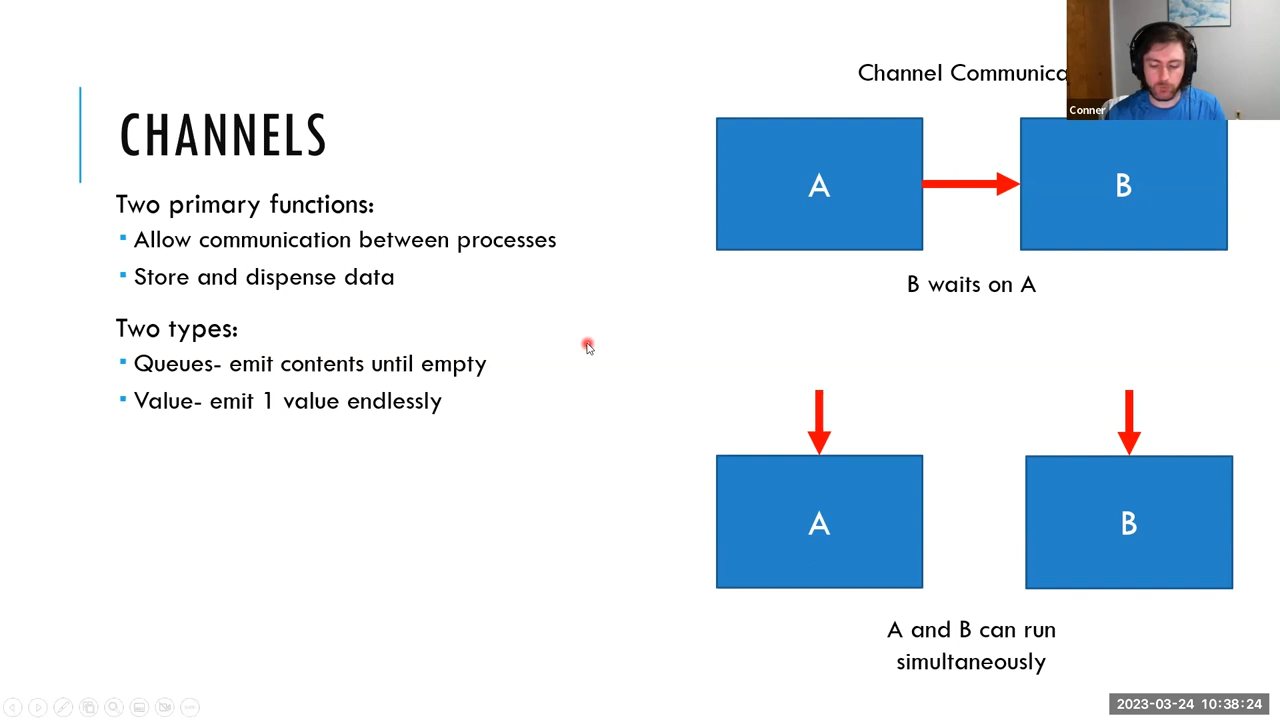 CHANNELS
Two primary functions:
Allow communication between processes
Store and dispense data
Two types:
Queues- emit contents until empty
Value- emit 1 value endlessly
Channel Communica
Conner
A
B
B waits on A
A
B
A and B can run
simultaneously
2023-03-24 10:38:24